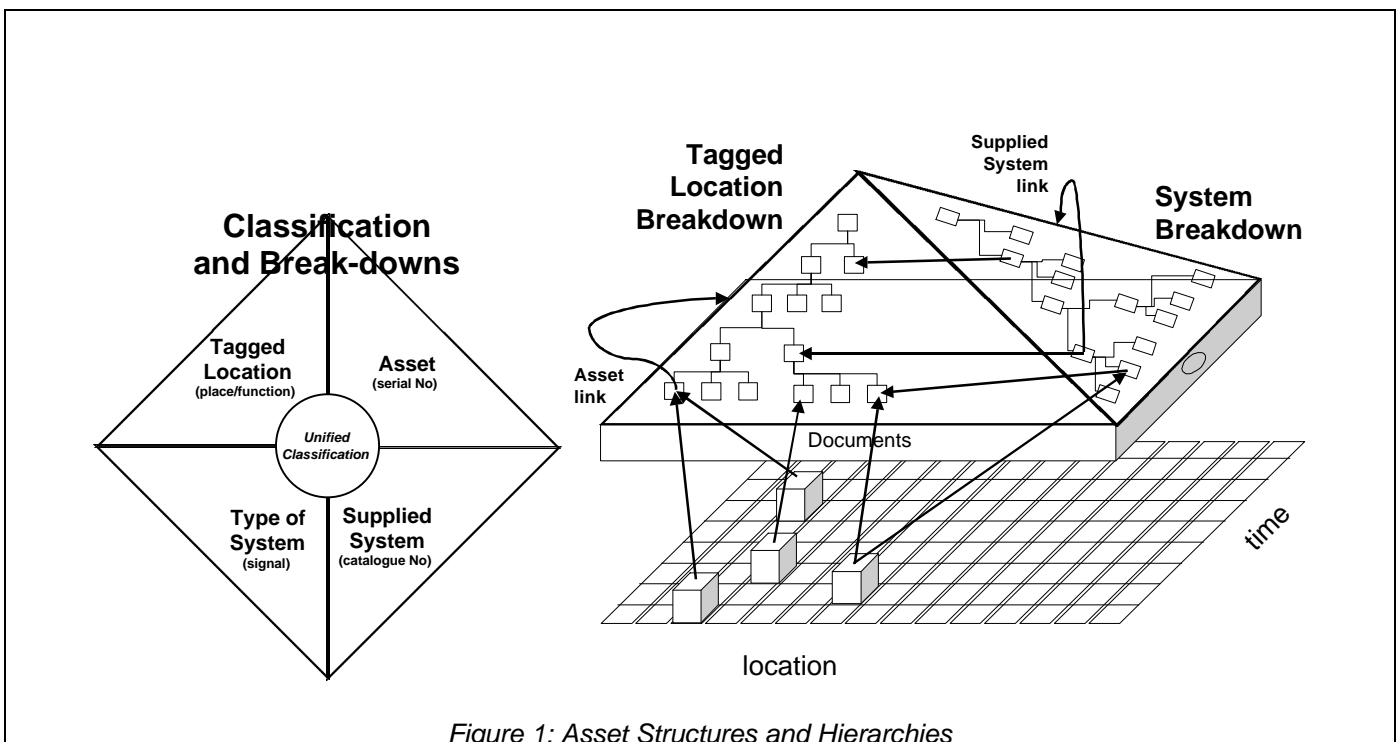 Classification
and Break-downs
Tagged
Location
(place/function)
Asset
(serial No)
Unified
Classification
Type of
System
(signal)
Supplied
System
(catalogue No)
Tagged
Location
Breakdown
Supplied
System
link
System
Breakdown
Asset
link
Documents
time
location
Figure 1: Asset Structures and Hierarchies